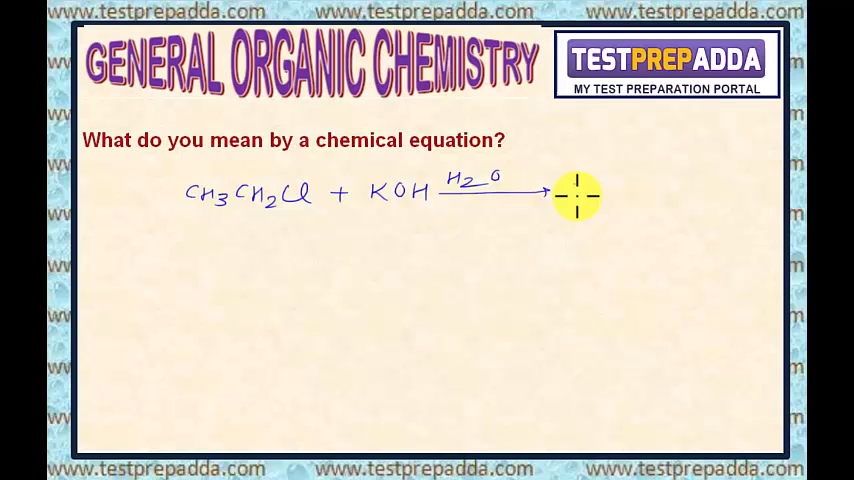 www.testprepadda.com www.testprepadda.com www.testprepadda.com
GENERAL ORGANIC CHEMISTRY
TESTPREPADDA
MY TEST PREPARATION PORTAL
What do you mean by a chemical equation?
CH3CH2Cl + KOH H2O →
www.testprepadda.com www.testprepadda.com www.testprepadda.com